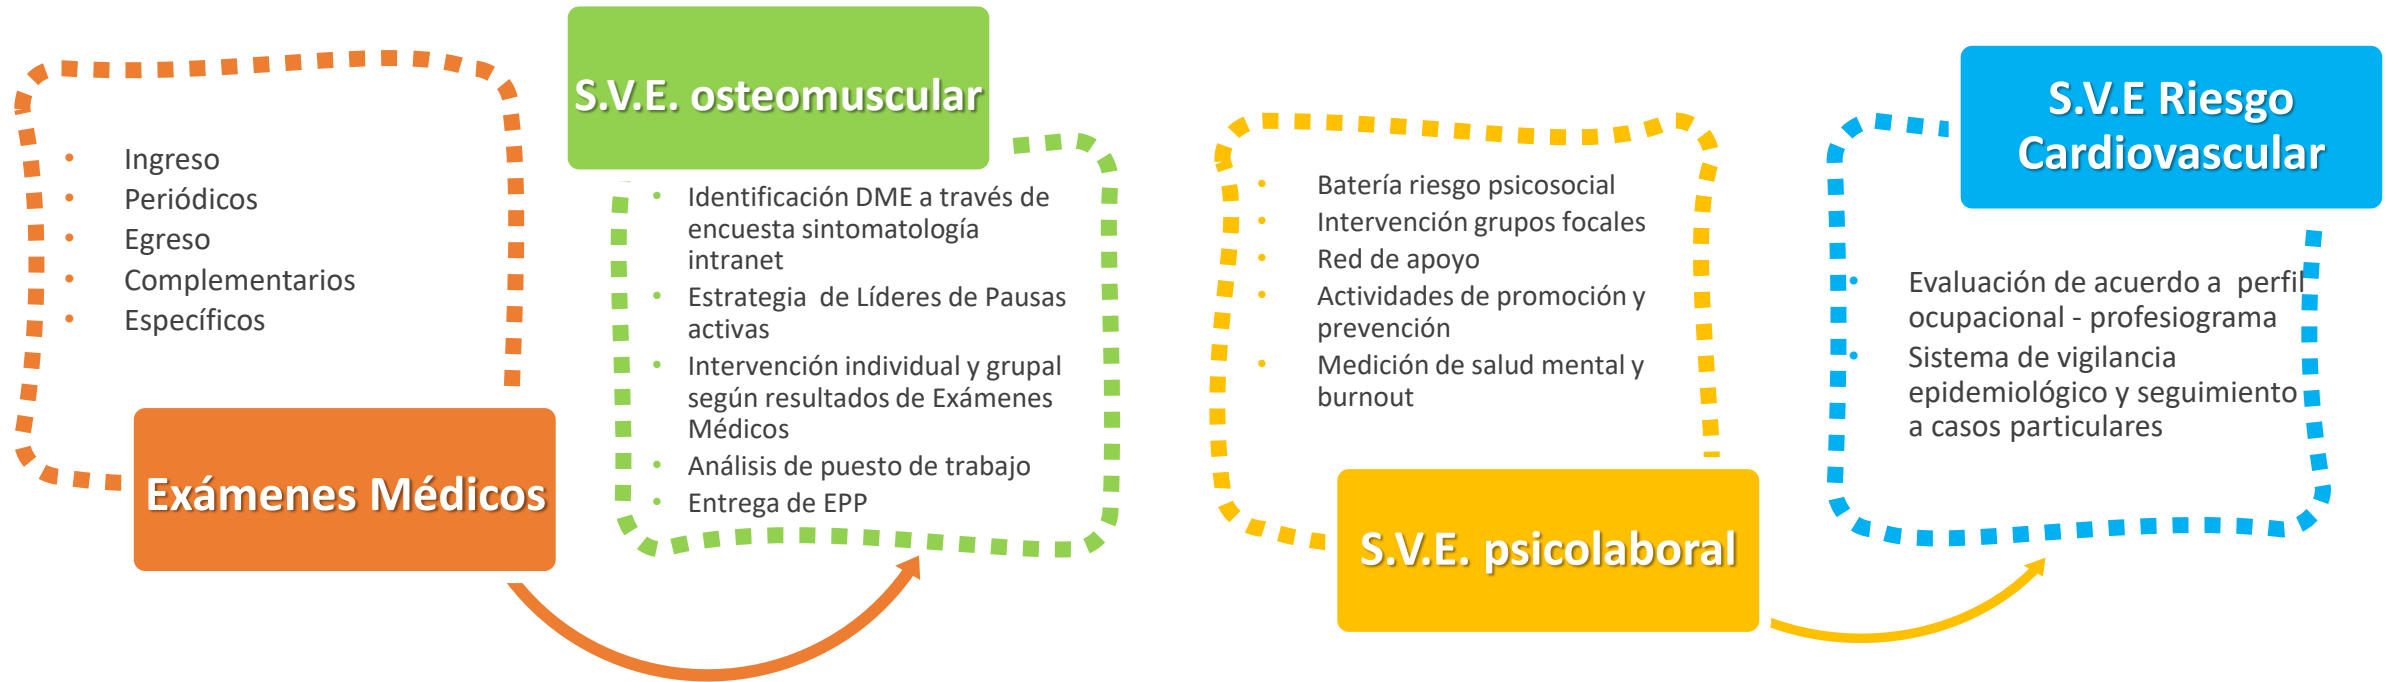 • Ingreso
• Periódicos
• Egreso
• Complementarios
• Específicos
Exámenes Médicos
S.V.E. osteomuscular
• Identificación DME a través de
encuesta sintomatología
intranet
• Estrategia de Líderes de Pausas
activas
• Intervención individual y grupal
según resultados de Exámenes
Médicos
• Análisis de puesto de trabajo
• Entrega de EPP
• Batería riesgo psicosocial
• Intervención grupos focales
• Red de apoyo
• Actividades de promoción y
prevención
• Medición de salud mental y
burnout
S.V.E. psicolaboral
S.V.E Riesgo
Cardiovascular
• Evaluación de acuerdo a perfil
ocupacional - profesiograma
• Sistema de vigilancia
epidemiológico y seguimiento
a casos particulares